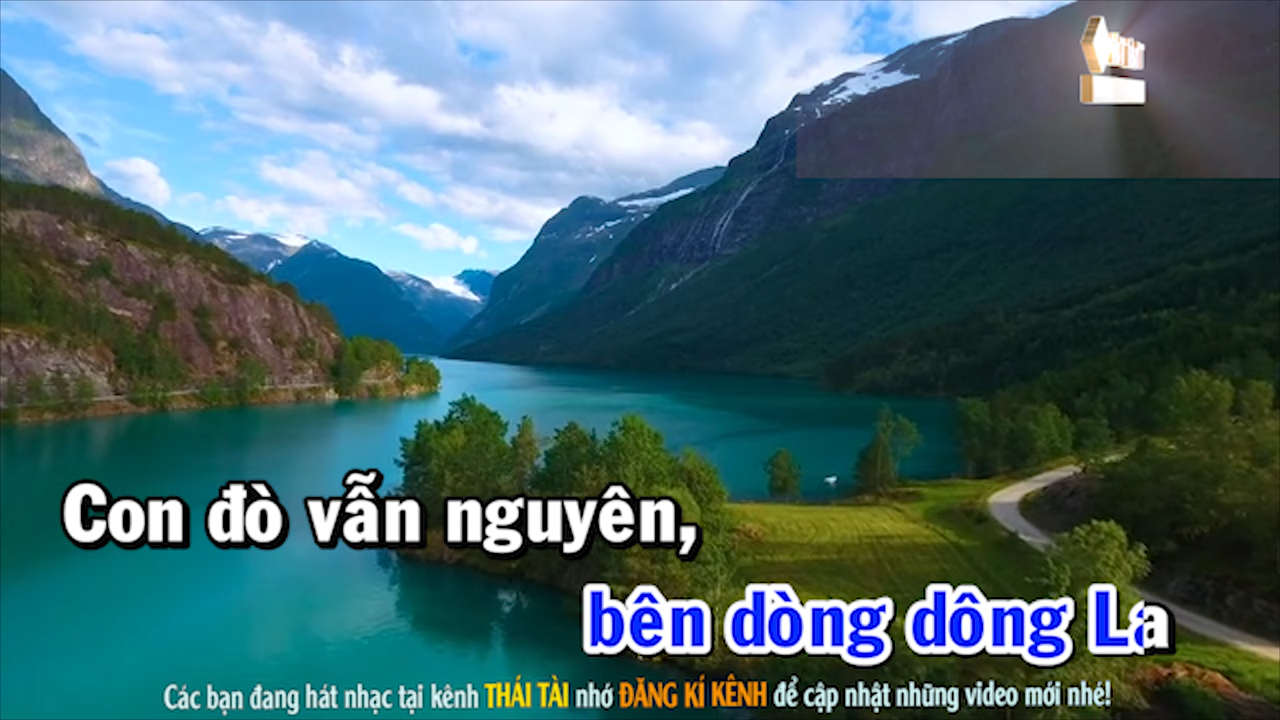 Con đò vẫn nguyên,
bên dòng dông La
Các bạn đang hát nhạc tại kênh THÁI TÀI nhớ ĐĂNG KÍ KÊNH để cập nhật những video mới nhé!